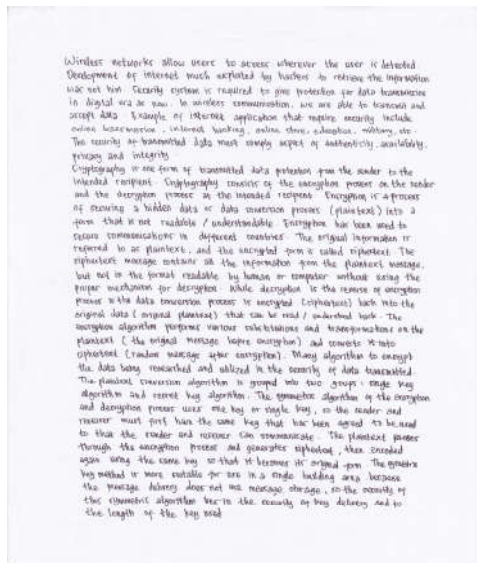 Wireless networks allow users to access wherever the user is detected
Development of internet much exploited by hackers to retrieve the information
was not him. Security system is required to give protection for data transmission
in digital era as now. In wireless communication, we are able to transmit and
accept data. Example of internet application that require security include
online transaction, internet banking, online store, education, military, etc.
The security of transmitted data must comply aspect of authenticity, availability,
privacy and integrity.
Cryptography is one form of transmitted data protection from the sender to the
intended recipient. Cryptography consists of the encryption process on the sender
and the decryption process at the intended recipient. Encryption is a process
of securing a hidden data or data conversion process (plaintext) into a
form that is not readable / understandable. Encryption has been used to
secure communications in different countries. The original information is
referred to as plaintext, and the encrypted form is called ciphertext. The
ciphertext message contains all the information from the plaintext message,
but not in the format readable by human or computer without using the
proper mechanism for decryption. While decryption is the reverse of encryption
process is the data conversion process is encrypted (ciphertext) back into the
original data (original plaintext) that can be read / understood back. The
encryption algorithm performs various substitutions and transformations on the
plaintext (the original message before encryption) and converts it into
ciphertext (random message after encryption). Many algorithm to encrypt
the data being researched and utilized in the security of data transmitted.
The plaintext conversion algorithm is grouped into two groups: single key
algorithm and secret key algorithm. The symmetric algorithm of the encryption
and decryption process uses one key or single key, so the sender and
receiver must first have the same key that has been agreed to be used
so that the sender and receiver can communicate. The plaintext passes
through the encryption process and generates ciphertext, then encoded
again using the same key so that it becomes its original form. The symmetric
key method is more suitable for use in a single building area because
the message delivery does not use message storage, so the security of
this symmetric algorithm lies in the security of key delivery and to
the length of the key used